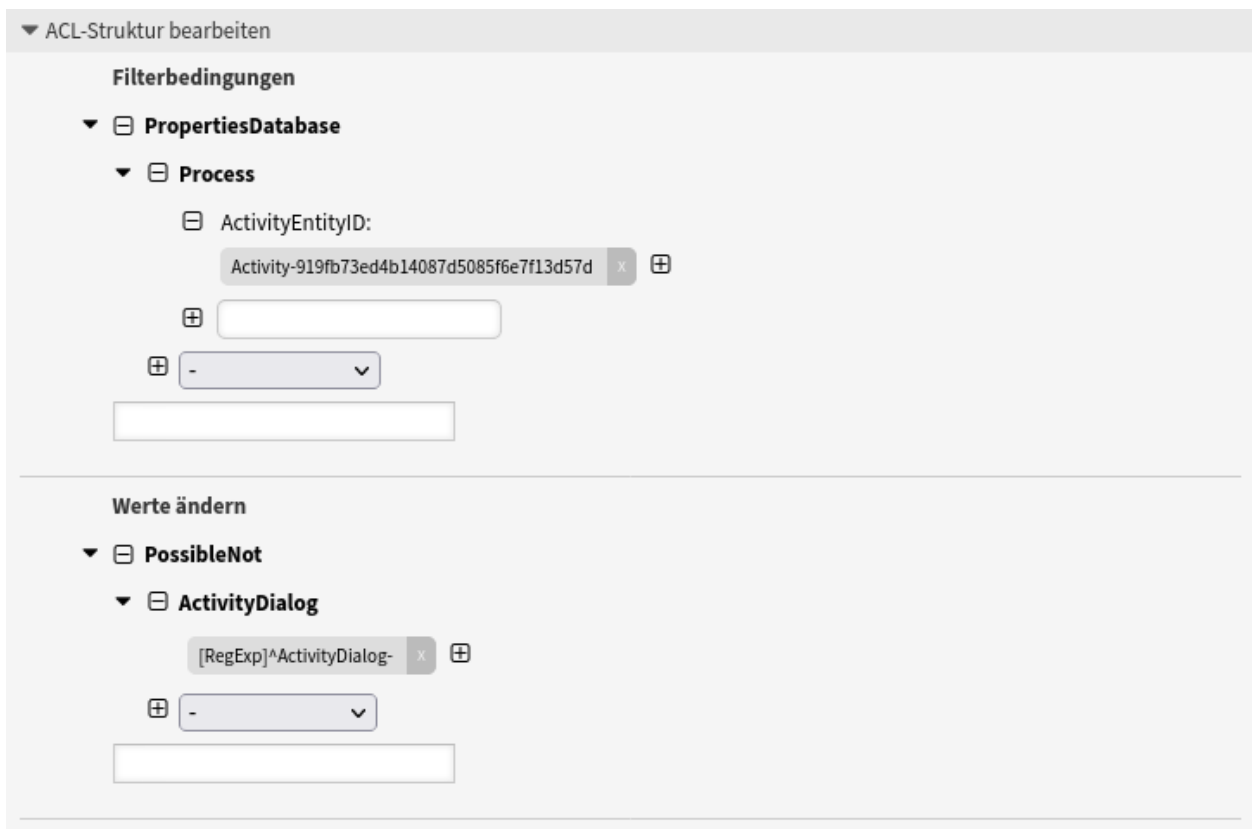 ACL-Struktur bearbeiten
Filterbedingungen
PropertiesDatabase
Process
ActivityEntityID:
Activity-919fb73ed4b14087d5085f6e7f13d57d x
-
Werte ändern
PossibleNot
ActivityDialog
[RegExp]^ActivityDialog- x
-